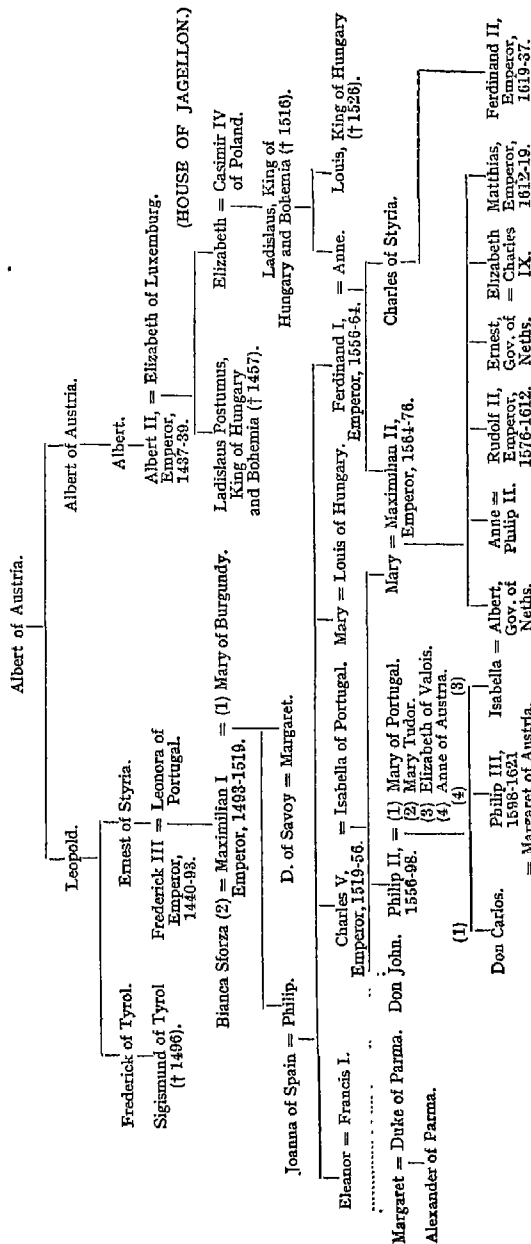 Albert of Austria.
Leopold.
Albert of Austria.
Frederick of Tyrol.
Ernest of Styria.
Albert.
Sigismund of Tyrol
(† 1496).
Frederick III = Leonora of
Emperor, Portugal.
1440-93.
Albert II, = Elizabeth of Luxemburg.
Emperor,
1437-39.
(HOUSE OF JAGELLON.)
Bianca Sforza (2) = Maximilian I = (1) Mary of Burgundy.
Emperor, 1493-1519.
Ladislaus Postumus,
King of Hungary
and Bohemia († 1457).
Elizabeth = Casimir IV
of Poland.
Ladislaus, King of
Hungary and Bohemia († 1516).
Joanna of Spain = Philip.
D. of Savoy = Margaret.
Eleanor = Francis I.
Charles V, = Isabella of Portugal.
Emperor, 1519-56.
Mary = Louis of Hungary.
Ferdinand I, = Anne.
Emperor, 1556-64.
Louis, King of Hungary
(† 1526).
Margaret = Duke of Parma.
Don John.
Philip II, = (1) Mary of Portugal.
1556-98. (2) Mary Tudor.
(3) Elizabeth of Valois.
(4) Anne of Austria.
Mary = Maximilian II,
Emperor, 1564-76.
Charles of Styria.
Alexander of Parma.
(1)
(4)
(3)
Don Carlos.
Philip III,
1598-1621
= Margaret of Austria.
Isabella = Albert,
Gov. of
Neths.
Anne =
Philip II.
Rudolf II,
Emperor,
1576-1612.
Ernest,
Gov. of
Neths.
Elizabeth
= Charles
IX.
Matthias,
Emperor,
1612-19.
Ferdinand II,
Emperor,
1619-37.